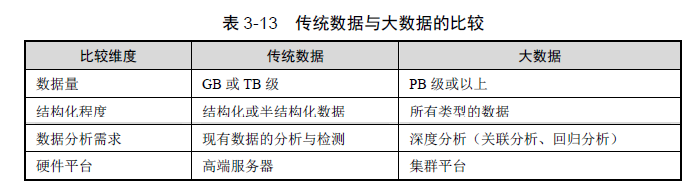 表 3-13 传统数据与大数据的比较
比较维度 传统数据 大数据
数据量 GB 或 TB 级 PB 级或以上
结构化程度 结构化或半结构化数据 所有类型的数据
数据分析需求 现有数据的分析与检测 深度分析（关联分析、回归分析）
硬件平台 高端服务器 集群平台